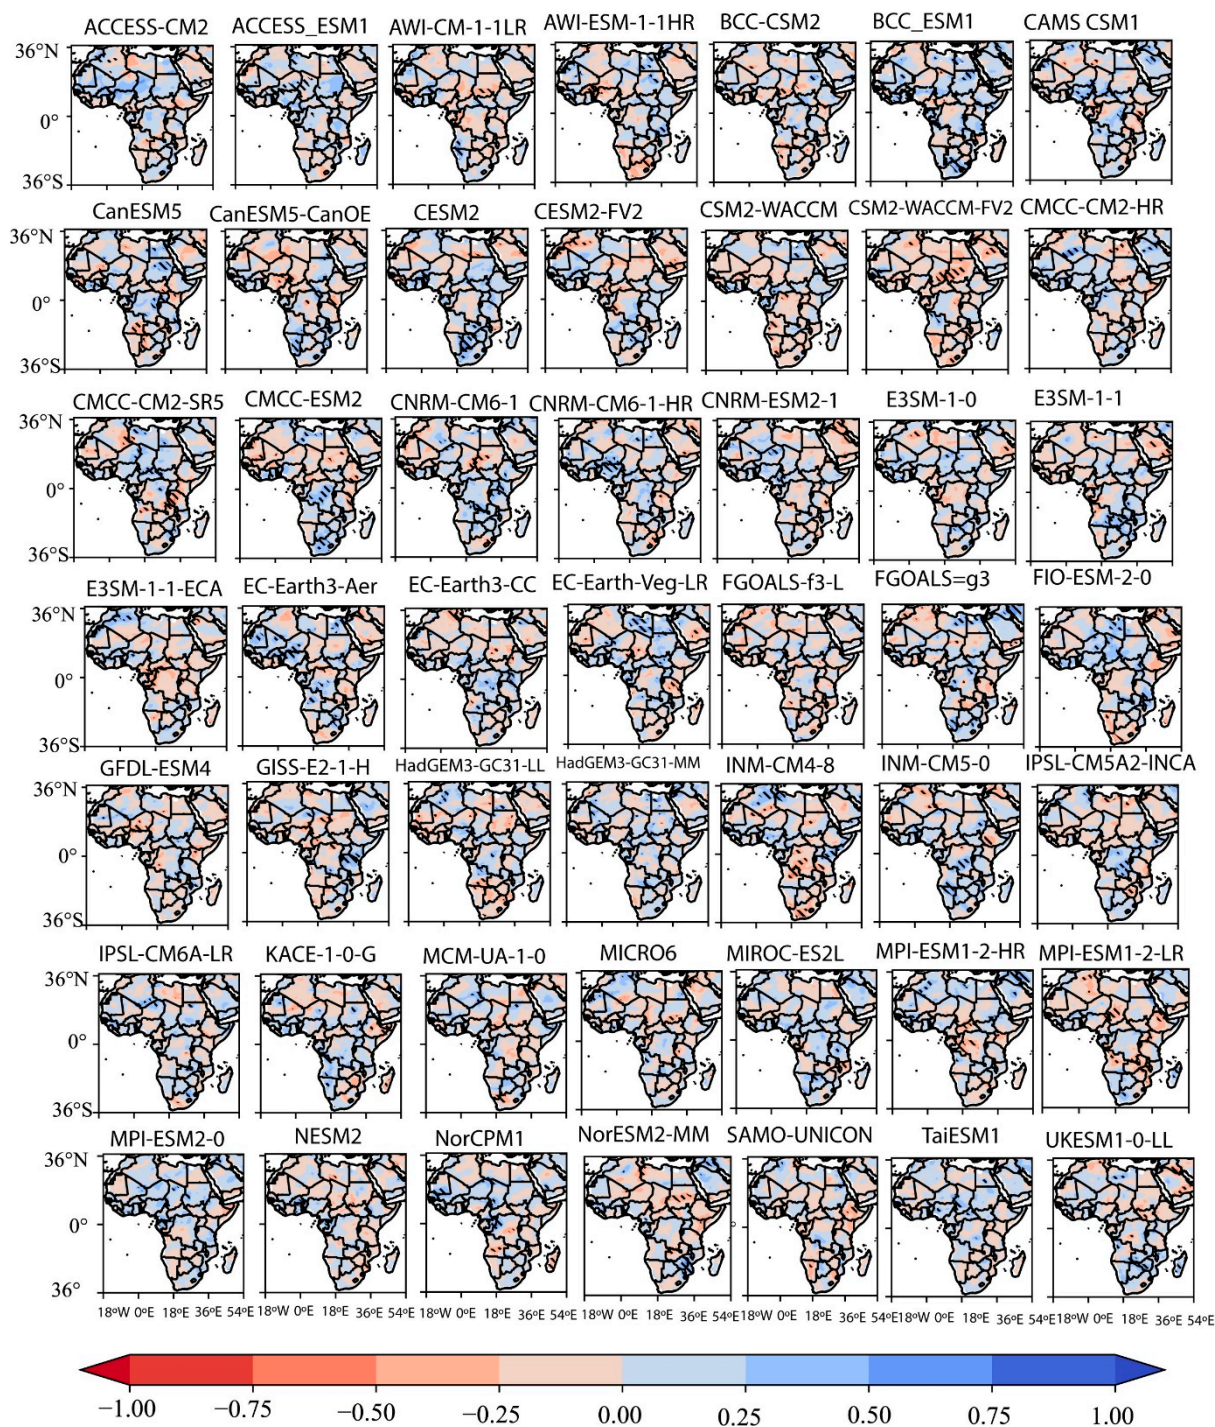 ACCESS-CM2 ACCESS_ESM1 AWI-CM-1-1LR AWI-ESM-1-1HR BCC-CSM2 BCC_ESM1 CAMS CSM1
36°N
0°
36°S
CanESM5 CanESM5-CanOE CESM2 CESM2-FV2 CSM2-WACCM CSM2-WACCM-FV2 CMCC-CM2-HR
36°N
0°
36°S
CMCC-CM2-SR5 CMCC-ESM2 CNRM-CM6-1 CNRM-CM6-1-HR CNRM-ESM2-1 E3SM-1-0 E3SM-1-1
36°N
0°
36°S
E3SM-1-1-ECA EC-Earth3-Aer EC-Earth3-CC EC-Earth-Veg-LR FGOALS-f3-L FGOALS=g3 FIO-ESM-2-0
36°N
0°
36°S
GFDL-ESM4 GISS-E2-1-H HadGEM3-GC31-LL HadGEM3-GC31-MM INM-CM4-8 INM-CM5-0 IPSL-CM5A2-INCA
36°N
0°
36°S
IPSL-CM6A-LR KACE-1-0-G MCM-UA-1-0 MICRO6 MIROC-ES2L MPI-ESM1-2-HR MPI-ESM1-2-LR
36°N
0°
36°S
MPI-ESM2-0 NESM2 NorCPM1 NorESM2-MM SAMO-UNICON TaiESM1 UKESM1-0-LL
36°N
0°
36°
18°W 0°E 18°E 36°E 54°E 18°W 0°E 18°E 36°E 54°E 18°W 0°E 18°E 36°E 54°E 18°W 0°E 18°E 36°E 54°E 18°W 0°E 18°E 36°E 54°E 18°W 0°E 18°E 36°E 54°E 18°W 0°E 18°E 36°E 54°E
−1.00 −0.75 −0.50 −0.25 0.00 0.25 0.50 0.75 1.00